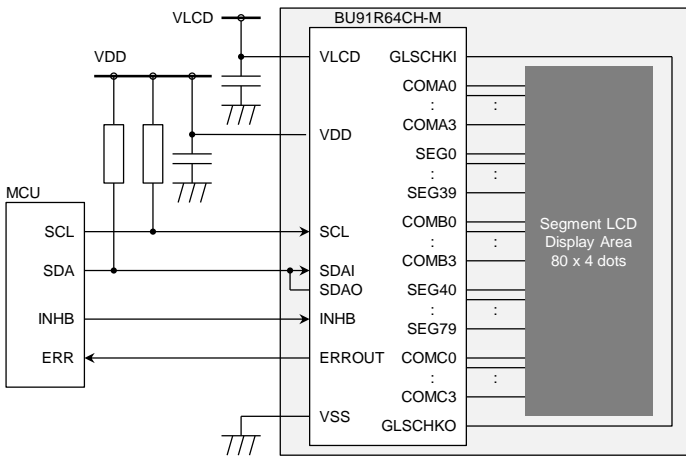 VLCD
BU91R64CH-M
VDD
VLCD
GLSCHKI
COMA0
:
:
COMA3
VDD
SEG0
:
:
SEG39
MCU
COMB0
:
:
COMB3
SCL
SCL
SDA
SDAI
SDAO
SEG40
:
:
SEG79
INHB
INHB
ERR
ERROUT
COMC0
:
:
COMC3
VSS
GLSCHKO
Segment LCD
Display Area
80 x 4 dots